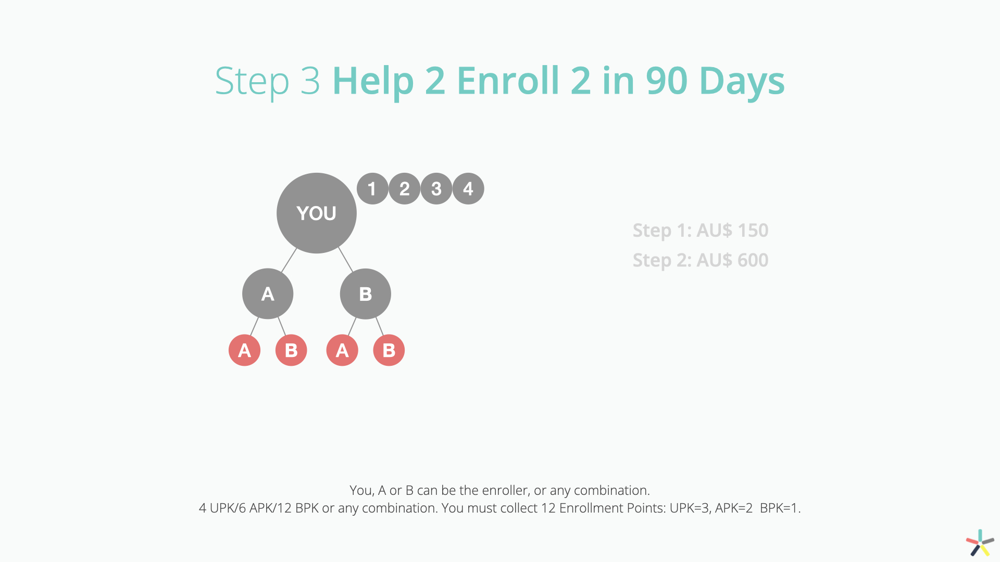 Step 3 Help 2 Enroll 2 in 90 Days
YOU
1 2 3 4
Step 1: AU$ 150
Step 2: AU$ 600
A B
A B A B
You, A or B can be the enroller, or any combination.
4 UPK/6 APK/12 BPK or any combination. You must collect 12 Enrollment Points: UPK=3, APK=2  BPK=1.